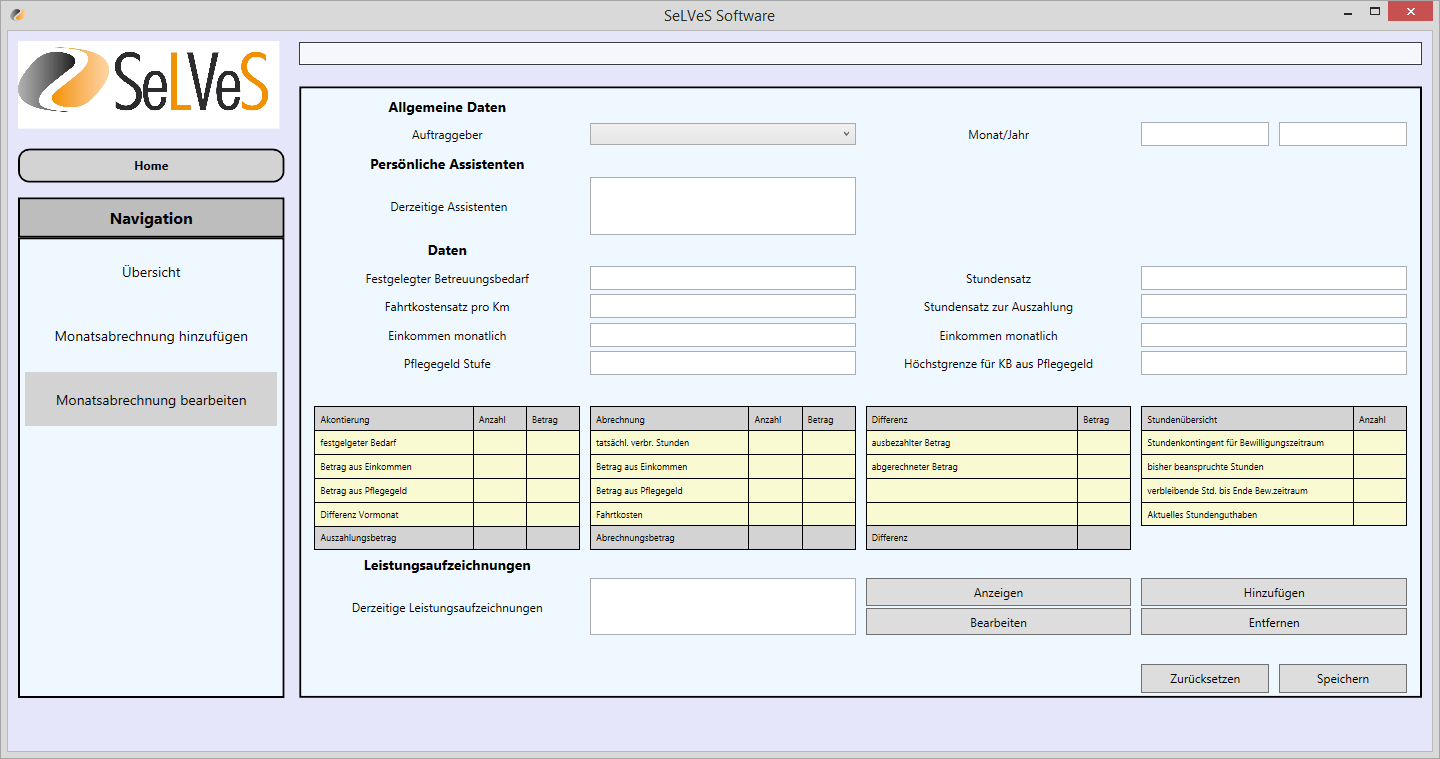 SeLVeS Software
SeLVeS
Home
Navigation
Übersicht
Monatsabrechnung hinzufügen
Monatsabrechnung bearbeiten
Allgemeine Daten
Auftraggeber Monat/Jahr
Persönliche Assistenten
Derzeitige Assistenten
Daten
Festgelegter Betreuungsbedarf Stundensatz
Fahrtkostensatz pro Km Stundensatz zur Auszahlung
Einkommen monatlich Einkommen monatlich
Pflegegeld Stufe Höchstgrenze für KB aus Pflegegeld
Akontierung Anzahl Betrag Abrechnung Anzahl Betrag Differenz Betrag Stundenübersicht Anzahl
festgelgeter Bedarf tatsächl. verbr. Stunden ausbezahlter Betrag Stundenkontingent für Bewilligungszeitraum
Betrag aus Einkommen Betrag aus Einkommen abgerechneter Betrag bisher beanspruchte Stunden
Betrag aus Pflegegeld Betrag aus Pflegegeld verbleibende Std. bis Ende Bew.zeitraum
Differenz Vormonat Fahrtkosten Aktuelles Stundenguthaben
Auszahlungsbetrag Abrechnungsbetrag Differenz
Leistungsaufzeichnungen
Derzeitige Leistungsaufzeichnungen
Anzeigen Hinzufügen
Bearbeiten Entfernen
Zurücksetzen Speichern